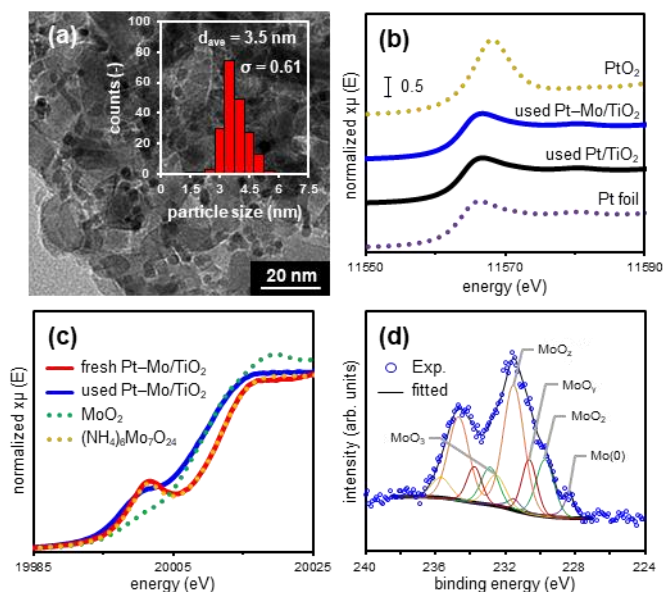 (a)
100
80
60
40
20
0
counts (-)
dave = 3.5 nm
σ = 0.61
0 1.5 3 4.5 6 7.5
particle size (nm)
20 nm
(b)
0.5
PtO2
used Pt–Mo/TiO2
used Pt/TiO2
Pt foil
normalized xμ (E)
11550 11570 11590
energy (eV)
(c)
fresh Pt–Mo/TiO2
used Pt–Mo/TiO2
MoO2
(NH4)6Mo7O24
normalized xμ (E)
19985 20005 20025
energy (eV)
(d)
Exp.
fitted
MoOz
MoOy
MoO2
MoO3
Mo(0)
intensity (arb. units)
240 236 232 228 224
binding energy (eV)